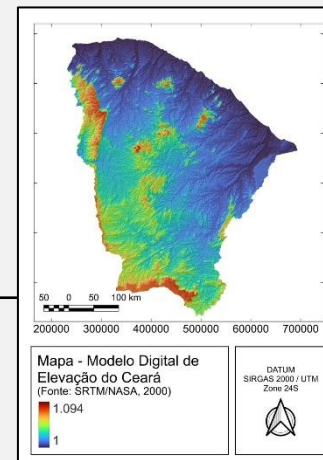 50 0 50 100 km
200000 300000 400000 500000 600000 700000
Mapa - Modelo Digital de
Elevação do Ceará
(Fonte: SRTM/NASA, 2000)
1.094
1
DATUM
SIRGAS 2000 / UTM
Zone 24S